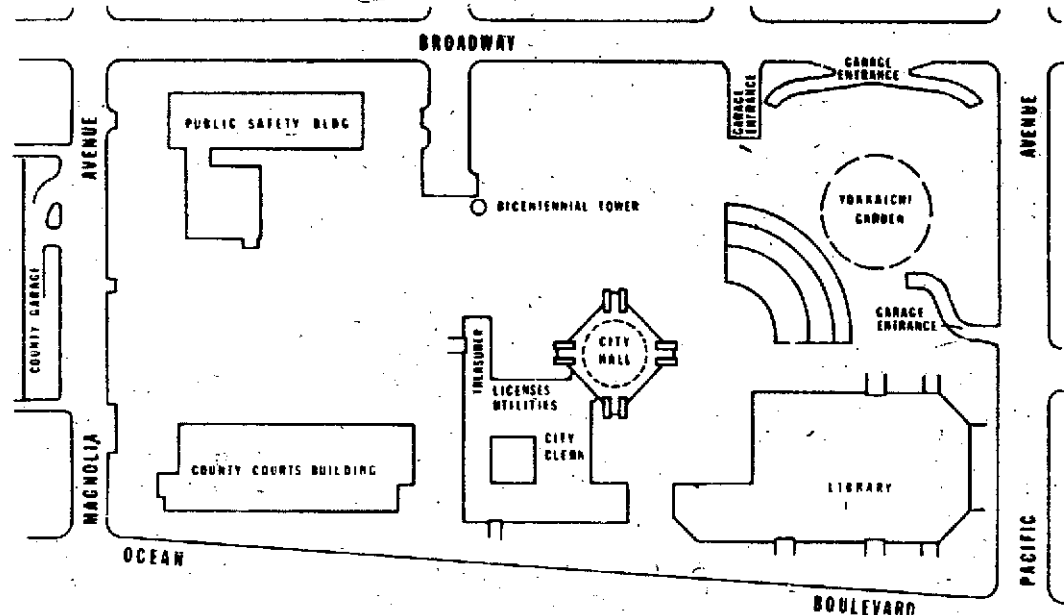 BROADWAY
GARAGE
ENTRANCE
GARAGE
ENTRANCE
PUBLIC SAFETY BLDG
AVENUE
AVENUE
YOKKAICHI
GARDEN
BICENTENNIAL TOWER
GARAGE
ENTRANCE
COUNTY GARAGE
TREASURER
CITY
HALL
LICENSES
UTILITIES
CITY
CLERK
COUNTY COURTS BUILDING
LIBRARY
MAGNOLIA
PACIFIC
OCEAN
BOULEVARD